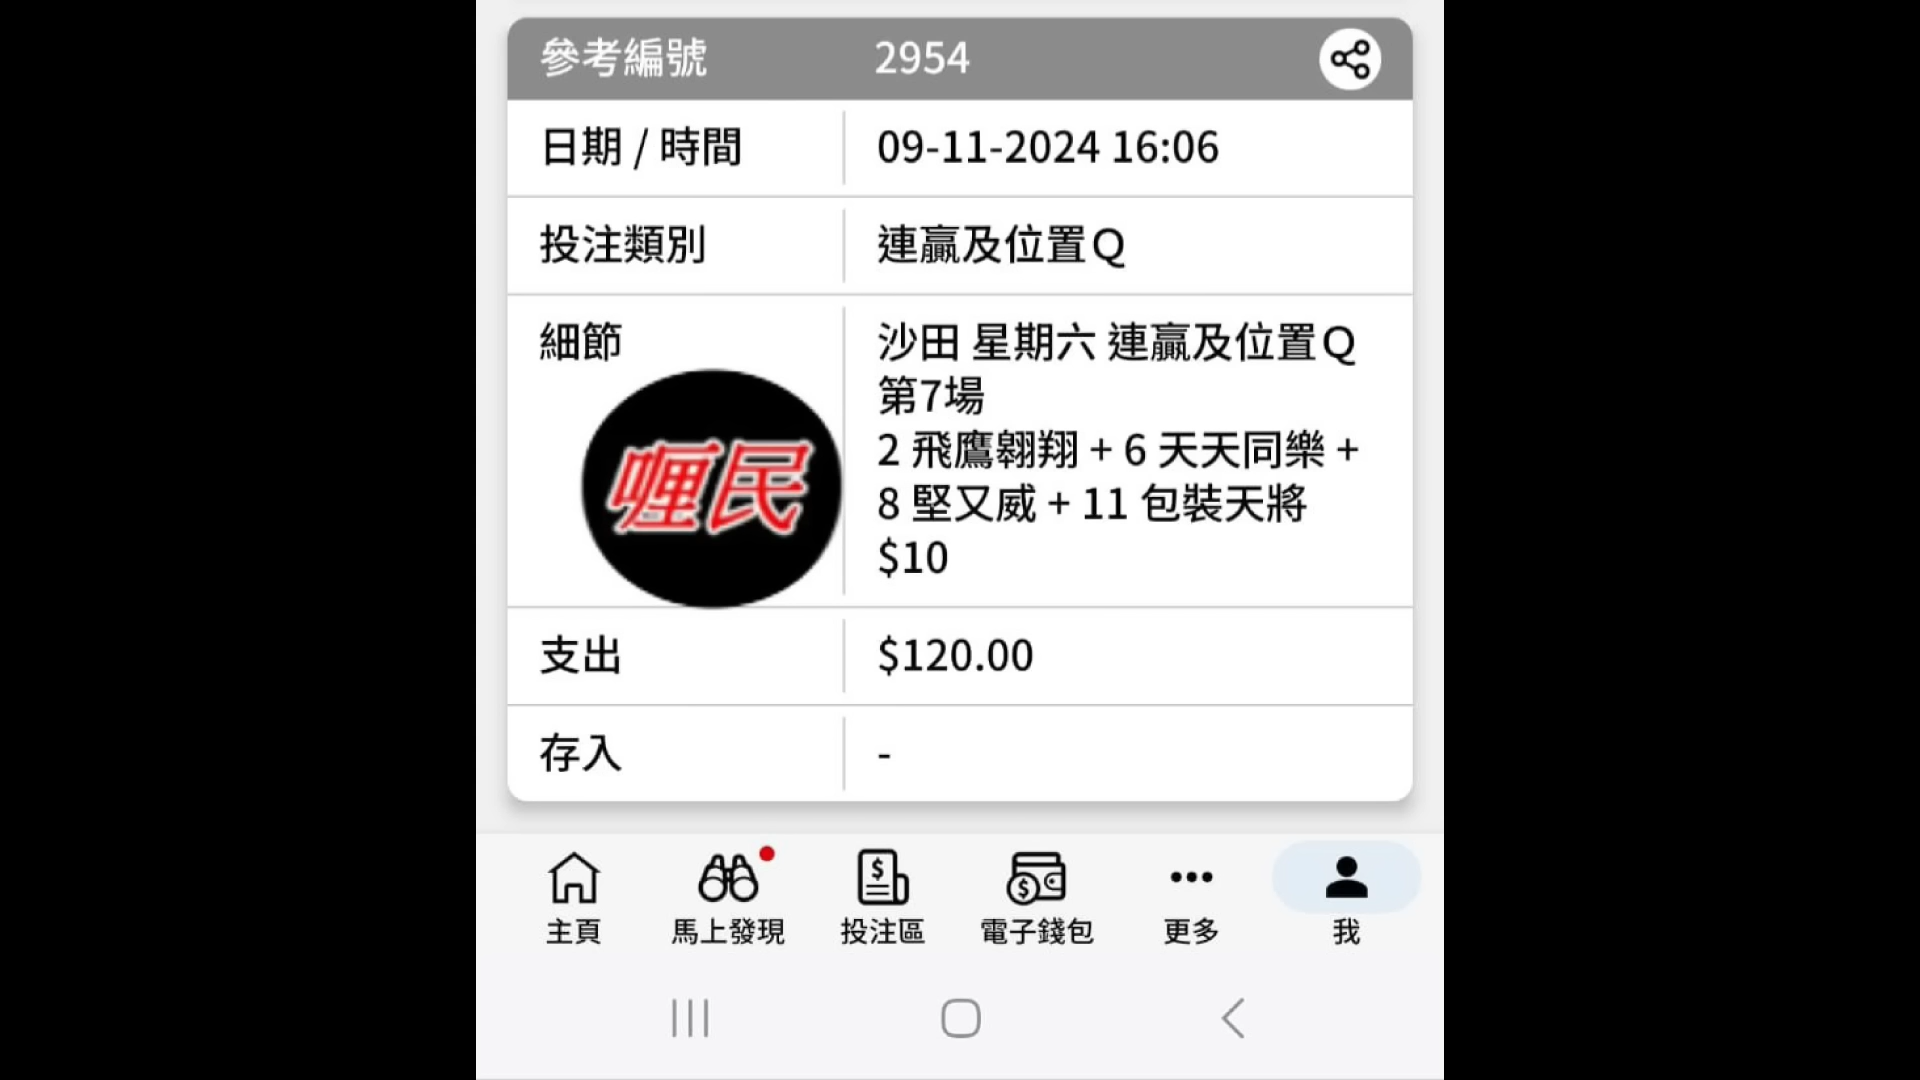 參考編號 2954
日期 / 時間 09-11-2024 16:06
投注類別 連贏及位置Q
細節 沙田 星期六 連贏及位置Q
第7場
2 飛鷹翱翔 + 6 天天同樂 +
8 堅又威 + 11 包裝天將
$10
喱民
支出 $120.00
存入 -
主頁 馬上發現 投注區 電子錢包 更多 我